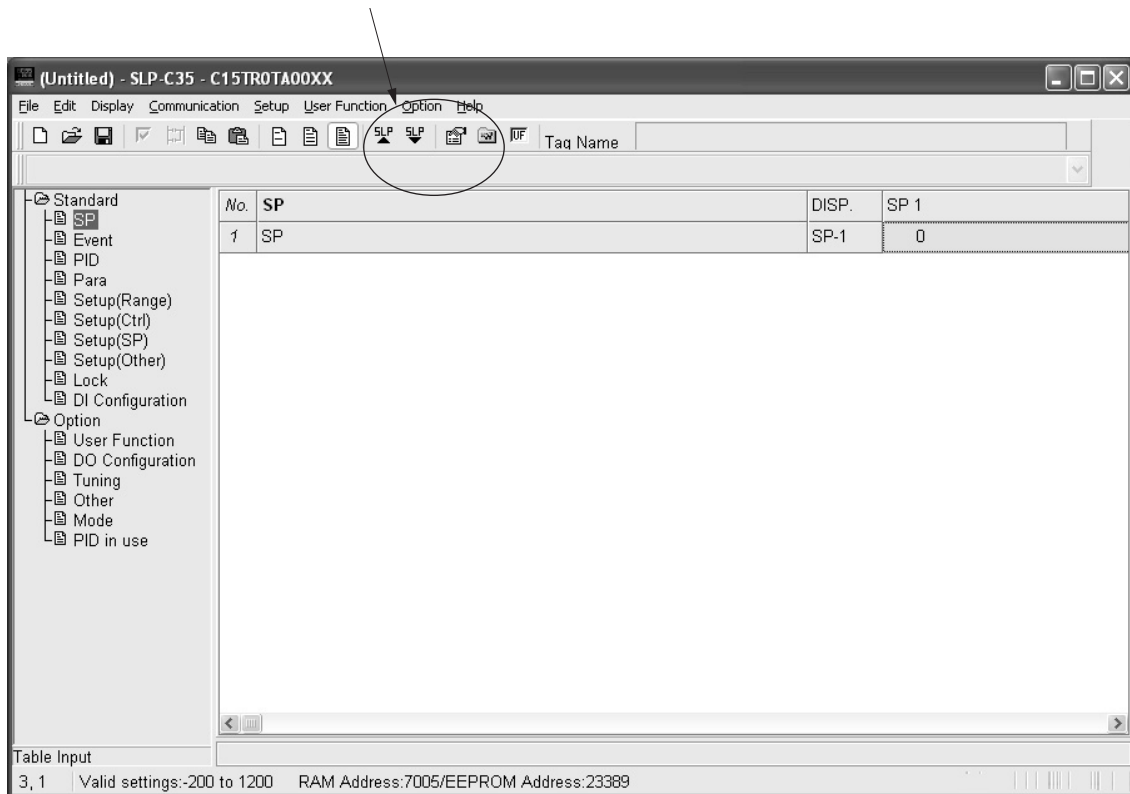 (Untitled) - SLP-C35 - C15TR0TA00XX
File Edit Display Communication Setup User Function Option Help
SLP SLP UF Tag Name
Standard
SP
Event
PID
Para
Setup(Range)
Setup(Ctrl)
Setup(SP)
Setup(Other)
Lock
DI Configuration
Option
User Function
DO Configuration
Tuning
Other
Mode
PID in use
No. SP DISP. SP 1
1 SP SP-1 0
Table Input
3, 1 Valid settings:-200 to 1200 RAM Address:7005/EEPROM Address:23389